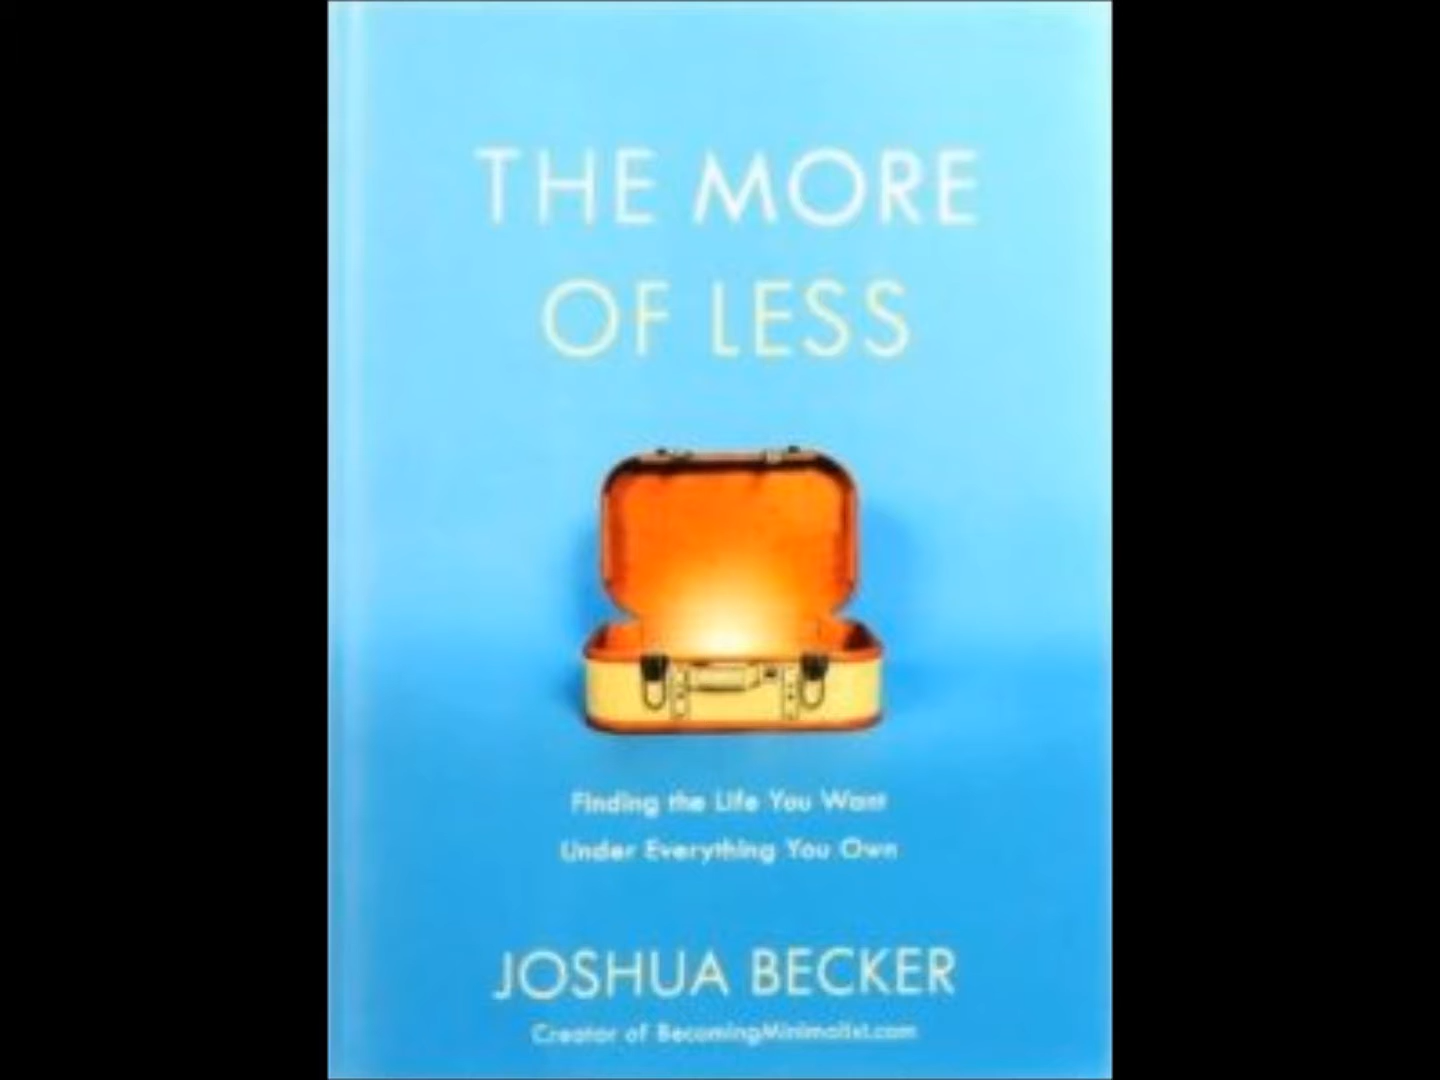 THE MORE
OF LESS
Finding the Life You Want
Under Everything You Own
JOSHUA BECKER
Creator of BecomingMinimalist.com